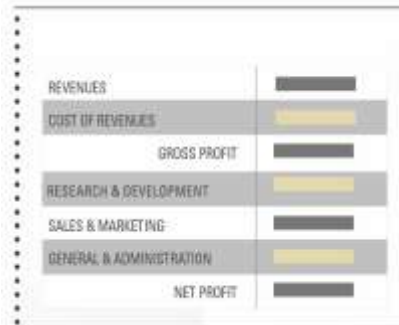 REVENUES
COST OF REVENUES
GROSS PROFIT
RESEARCH & DEVELOPMENT
SALES & MARKETING
GENERAL & ADMINISTRATION
NET PROFIT